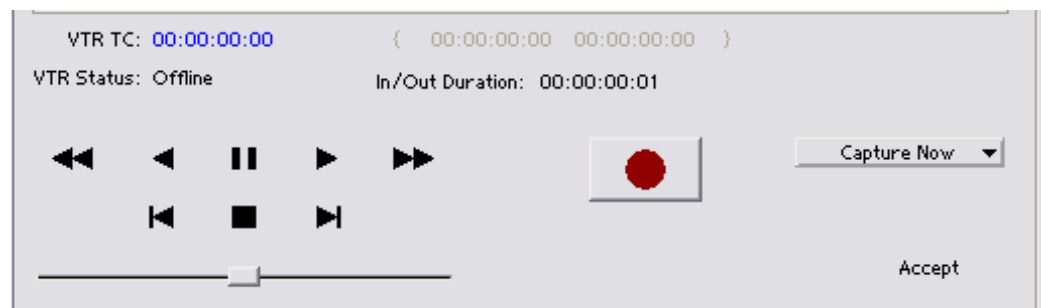 VTR TC: 00:00:00:00 { 00:00:00:00 00:00:00:00 }
VTR Status: Offline In/Out Duration: 00:00:00:01
Capture Now
Accept